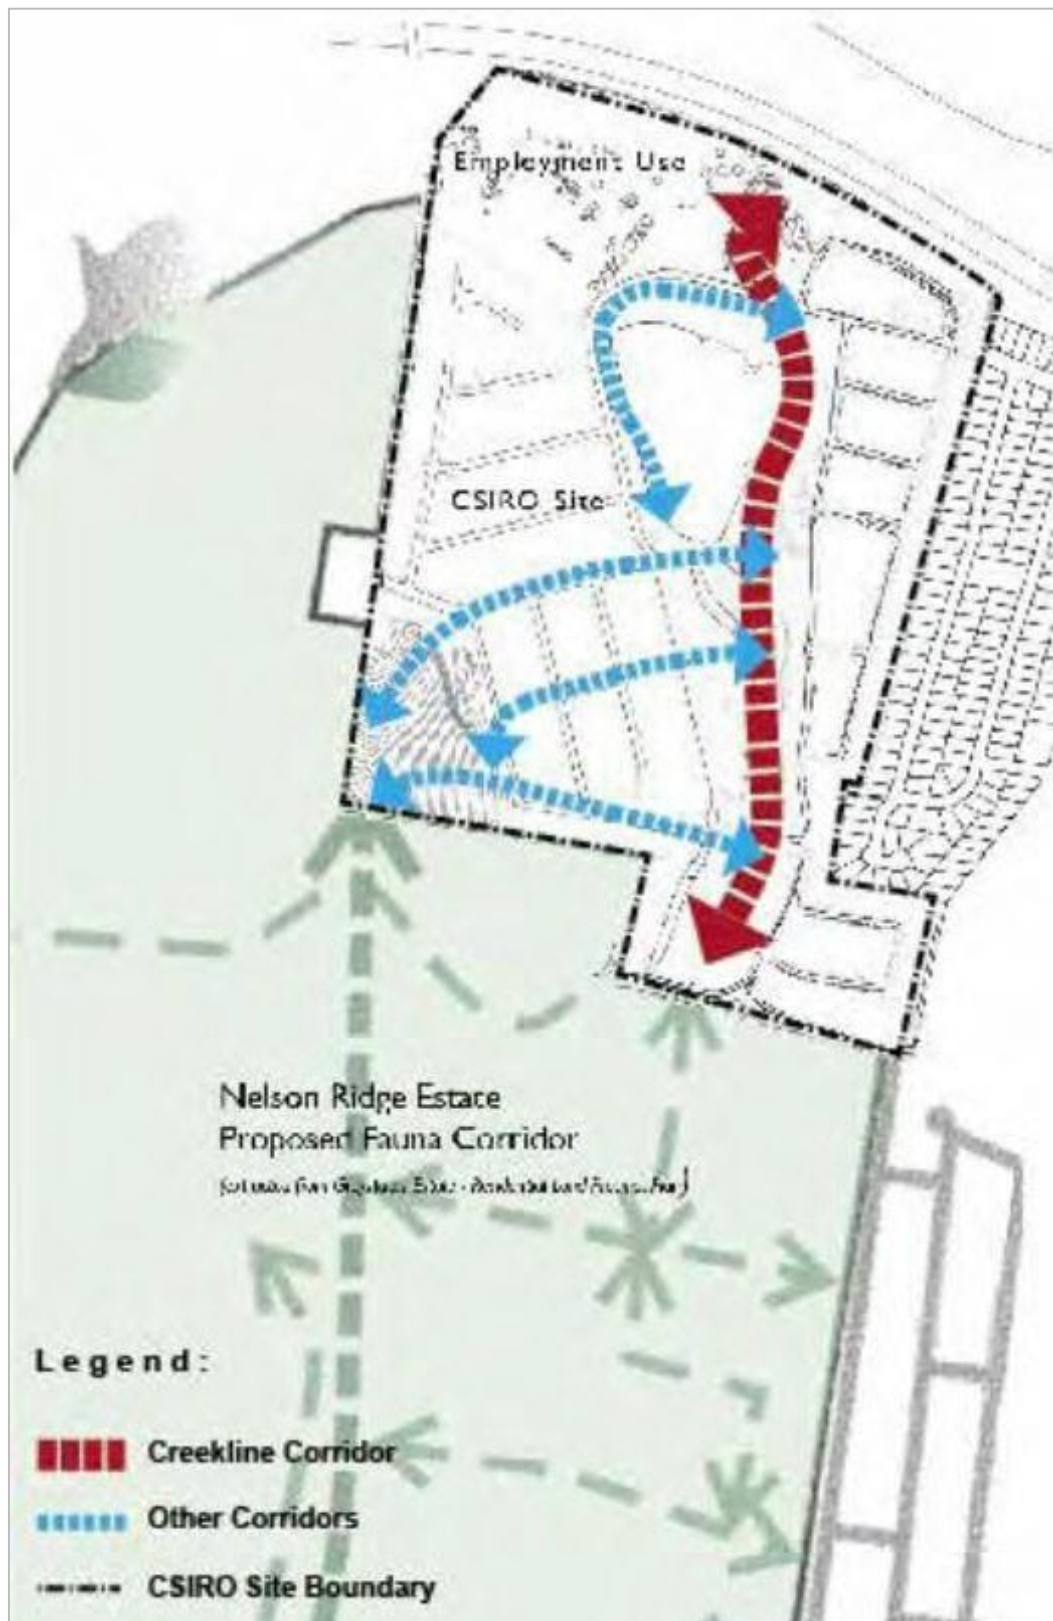 Employment Use
CSIRO Site
Nelson Ridge Estate
Proposed Fauna Corridor
Legend:
Creekline Corridor
Other Corridors
CSIRO Site Boundary